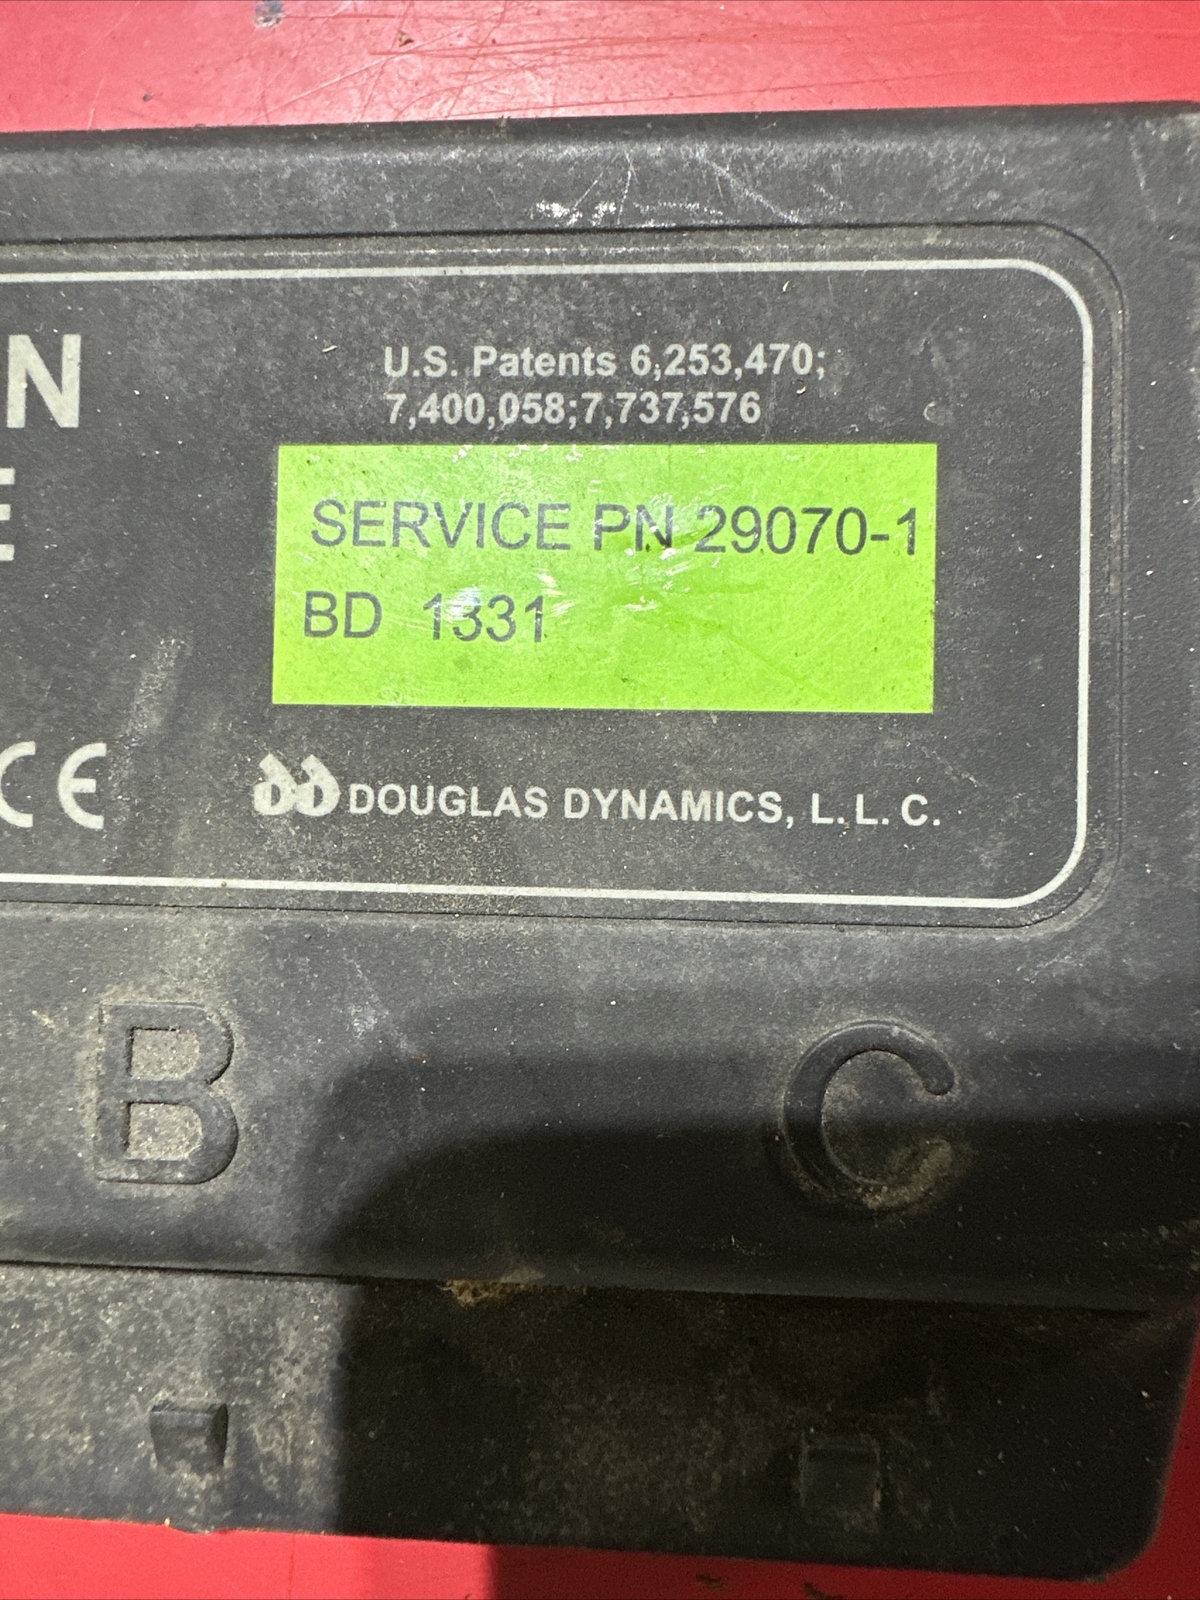 N
U.S. Patents 6,253,470;
7,400,058;7,737,576
E
SERVICE PN 29070-1
BD 1331
CE
DOUGLAS DYNAMICS, L.L.C.
B
C